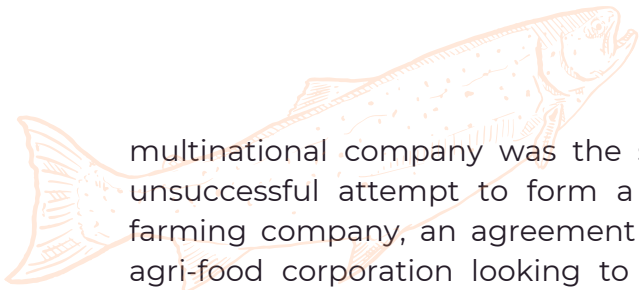 multinational company was the
unsuccessful attempt to form a
farming company, an agreement
agri-food corporation looking to